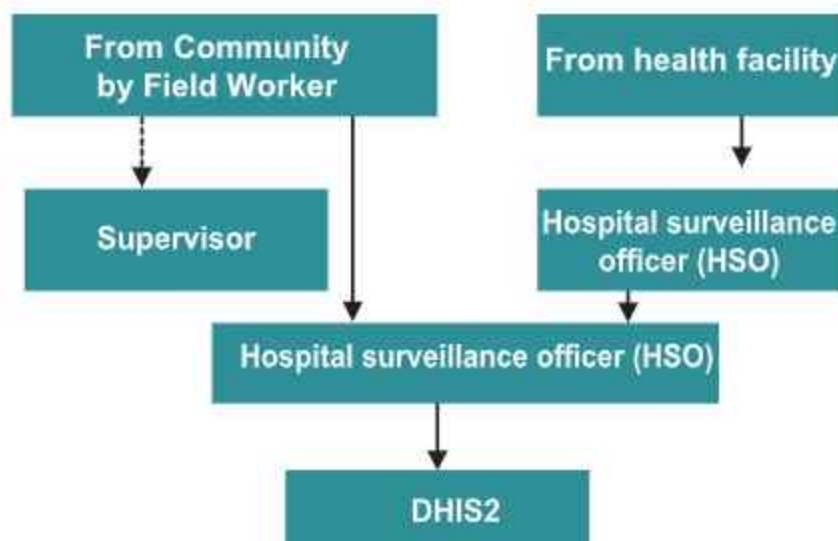 From Community
by Field Worker
From health facility
Supervisor
Hospital surveillance
officer (HSO)
Hospital surveillance officer (HSO)
DHIS2